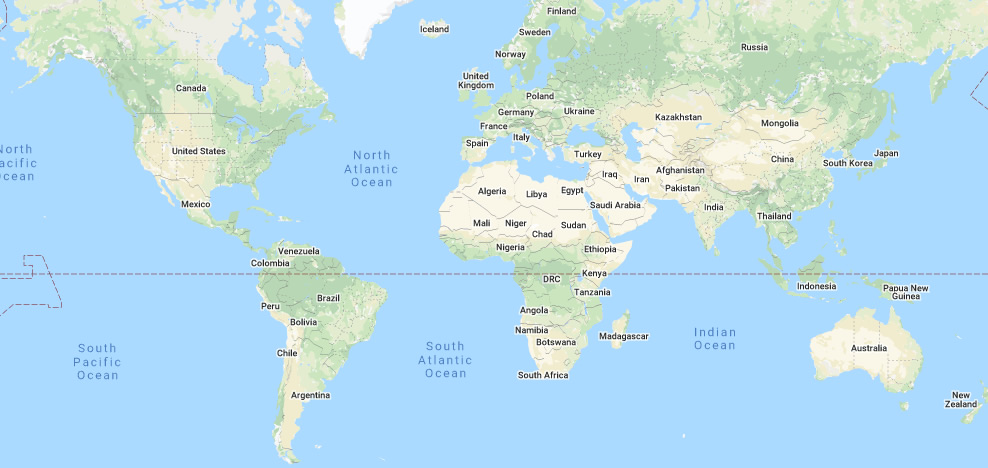 Iceland
Finland
Sweden
Norway
Russia
United
Kingdom
Canada
Poland
Germany
Ukraine
Kazakhstan
Mongolia
France
Italy
Spain
North
Atlantic
Ocean
North
acific
cean
United States
Turkey
China
South Korea
Japan
Iraq
Iran
Afghanistan
Pakistan
Algeria
Libya
Egypt
Saudi Arabia
India
Mexico
Thailand
Mali
Niger
Chad
Sudan
Nigeria
Ethiopia
Venezuela
Colombia
DRC
Kenya
Indonesia
Papua New
Guinea
Tanzania
Brazil
Peru
Bolivia
Angola
Namibia
Botswana
Madagascar
Indian
Ocean
Australia
South
Pacific
Ocean
Chile
South
Atlantic
Ocean
South Africa
Argentina
New
Zealand